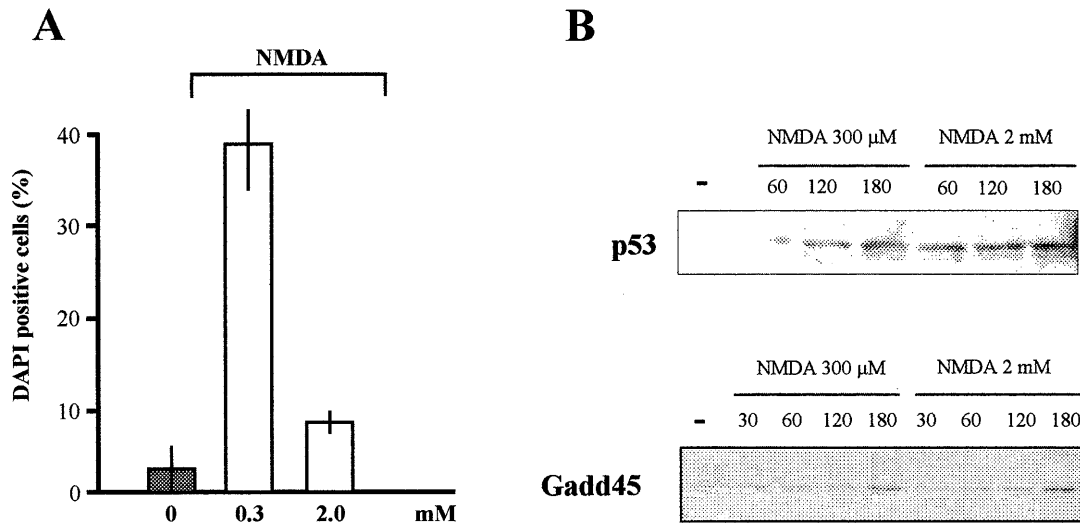 A
NMDA
DAPI positive cells (%)
40
30
20
10
0
0 0.3 2.0 mM
B
NMDA 300 µM NMDA 2 mM
- 60 120 180 60 120 180
p53
NMDA 300 µM NMDA 2 mM
- 30 60 120 180 30 60 120 180
Gadd45